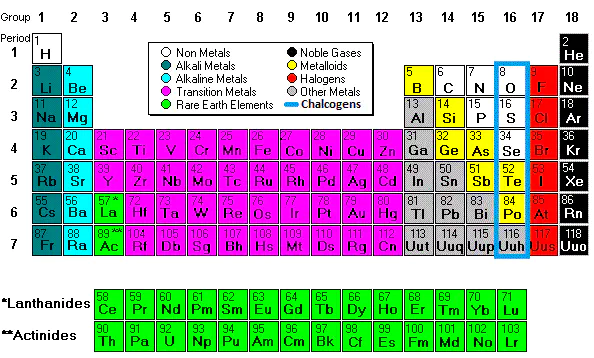 Group 1 2 3 4 5 6 7 8 9 10 11 12 13 14 15 16 17 18
Period
1 1 2
H He
Non Metals Noble Gases
Alkali Metals Metalloids
Alkaline Metals Halogens
Transition Metals Other Metals
Rare Earth Elements Chalcogens
2 3 4 5 6 7 8 9 10
Li Be B C N O F Ne
3 11 12 13 14 15 16 17 18
Na Mg Al Si P S Cl Ar
4 19 20 21 22 23 24 25 26 27 28 29 30 31 32 33 34 35 36
K Ca Sc Ti V Cr Mn Fe Co Ni Cu Zn Ga Ge As Se Br Kr
5 37 38 39 40 41 42 43 44 45 46 47 48 49 50 51 52 53 54
Rb Sr Y Zr Nb Mo Tc Ru Rh Pd Ag Cd In Sn Sb Te I Xe
6 55 56 57 * 72 73 74 75 76 77 78 79 80 81 82 83 84 85 86
Cs Ba La Hf Ta W Re Os Ir Pt Au Hg Tl Pb Bi Po At Rn
7 87 88 89 ** 104 105 106 107 108 109 110 111 112 113 114 115 116 117 118
Fr Ra Ac Rf Db Sg Bh Hs Mt Ds Rg Cn Uut Uuq Uup Uuh Uus Uuo
*Lanthanides 58 59 60 61 62 63 64 65 66 67 68 69 70 71
Ce Pr Nd Pm Sm Eu Gd Tb Dy Ho Er Tm Yb Lu
**Actinides 90 91 92 93 94 95 96 97 98 99 100 101 102 103
Th Pa U Np Pu Am Cm Bk Cf Es Fm Md No Lr